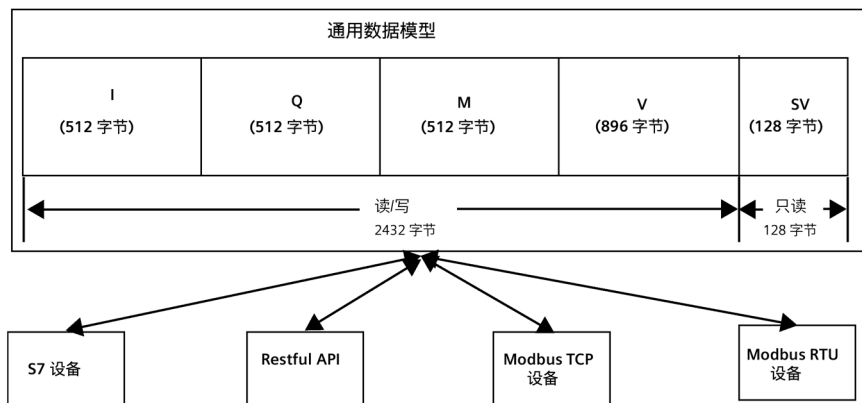 通用数据模型
I
(512 字节)
Q
(512 字节)
M
(512 字节)
V
(896 字节)
SV
(128 字节)
读/写
2432 字节
只读
128 字节
S7 设备
Restful API
Modbus TCP
设备
Modbus RTU
设备